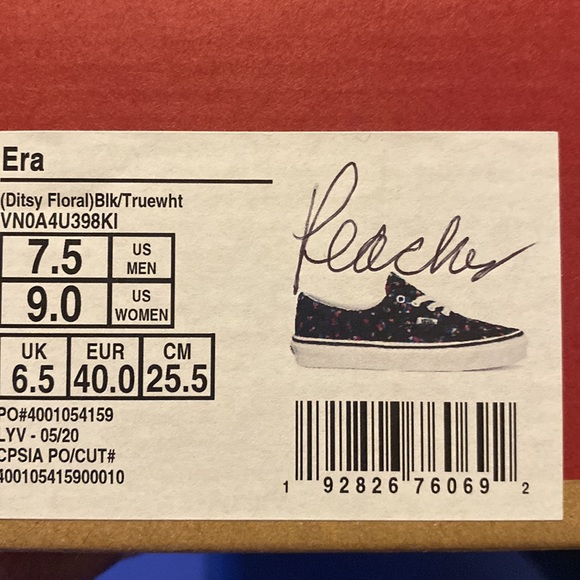 Era
(Ditsy Floral)Blk/Truewht
VN0A4U398KI
7.5 US MEN
9.0 US WOMEN
UK EUR CM
6.5 40.0 25.5
PO#4001054159
LYV - 05/20
CPSIA PO/CUT#
400105415900010
1 92826 76069 2